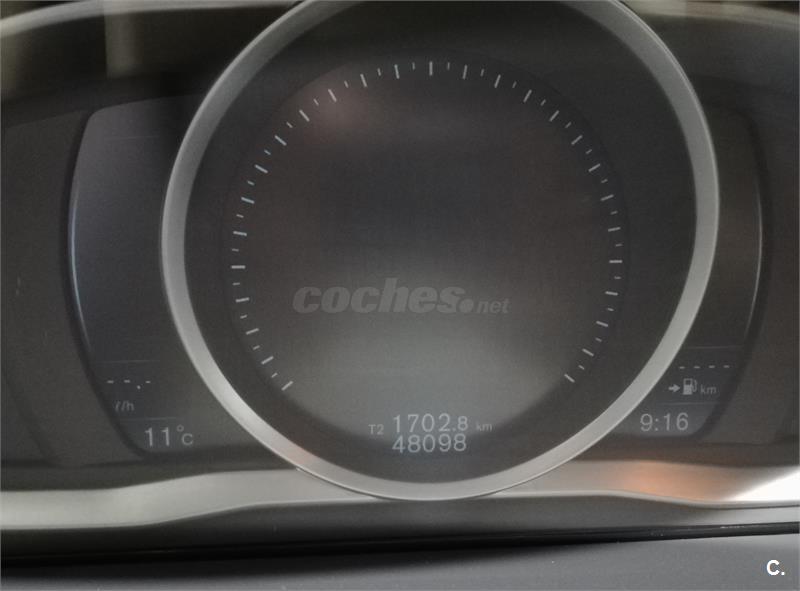 coches.net
--.-
l/h
11°C
T2 1702.8 km
48098
----
km
9:16
c.